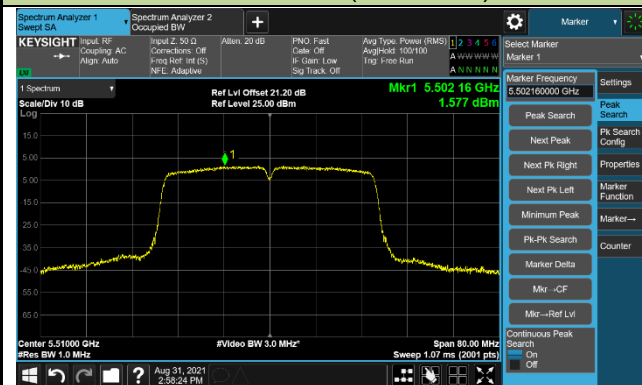 Spectrum Analyzer 1
Swept SA
Spectrum Analyzer 2
Occupied BW
+
Marker
KEYSIGHT
Input: RF
Coupling: AC
Align: Auto
Input Z: 50 Ω
Corrections: Off
Freq Ref: Int (S)
NFE: Adaptive
Atten: 20 dB
PNO: Fast
Gate: Off
IF Gain: Low
Sig Track: Off
Avg Type: Power (RMS)
Avg|Hold: 100/100
Trig: Free Run
1 2 3 4 5 6
A W W W W W
A N N N N N
Select Marker
Marker 1
Marker Frequency
5.502160000 GHz
Peak Search
Next Peak
Next Pk Right
Next Pk Left
Minimum Peak
Pk-Pk Search
Marker Delta
Mkr→CF
Mkr→Ref Lvl
Continuous Peak
Search
On
Off
Settings
Peak
Search
Pk Search
Config
Properties
Marker
Function
Marker→
Counter
1 Spectrum
Scale/Div 10 dB
Log
Ref Lvl Offset 21.20 dB
Ref Level 25.00 dBm
Mkr1 5.502 16 GHz
1.577 dBm
15.0
5.00
-5.00
-15.0
-25.0
-35.0
-45.0
-55.0
-65.0
1
Center 5.51000 GHz
#Res BW 1.0 MHz
#Video BW 3.0 MHz*
Span 80.00 MHz
Sweep 1.07 ms (2001 pts)
?
Aug 31, 2021
2:58:24 PM